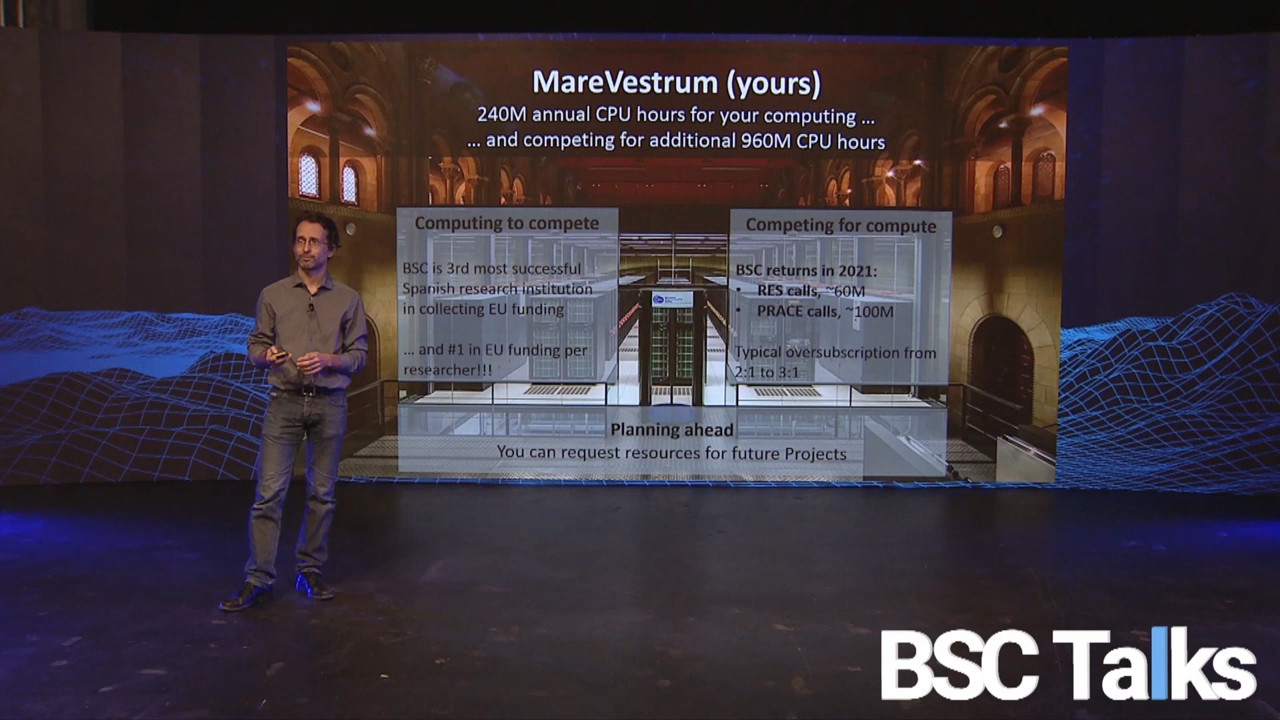 MareVestrum (yours)
240M annual CPU hours for your computing ...
... and competing for additional 960M CPU hours
Computing to compete
BSC is 3rd most successful
Spanish research institution
in collecting EU funding
... and #1 in EU funding per
researcher!!!
Competing for compute
BSC returns in 2021:
• RES calls, ~60M
• PRACE calls, ~100M
Typical oversubscription from
2:1 to 3:1
Planning ahead
You can request resources for future Projects
BSC Talks